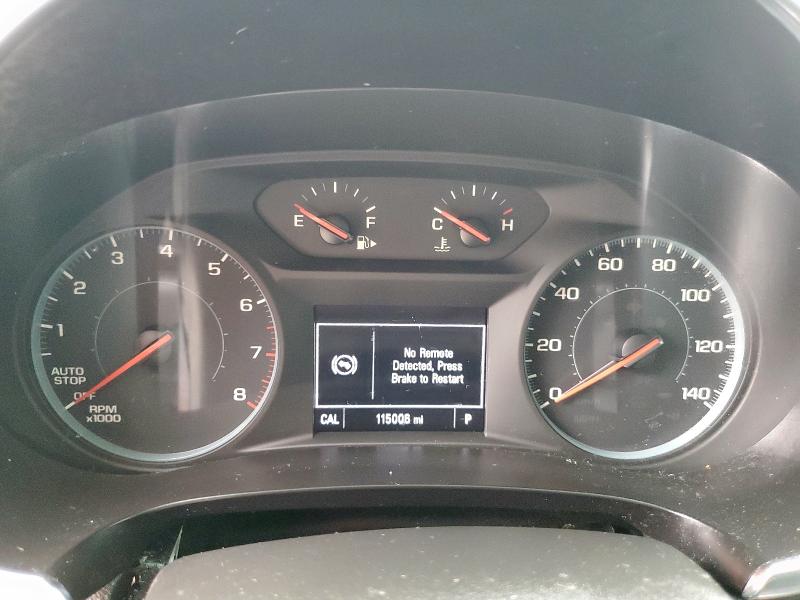 E F
C H
1 2 3 4 5 6 7 8
AUTO
STOP
OFF
RPM
x1000
No Remote
Detected, Press
Brake to Restart
CAL 115006 mi P
0 20 40 60 80 100 120 140